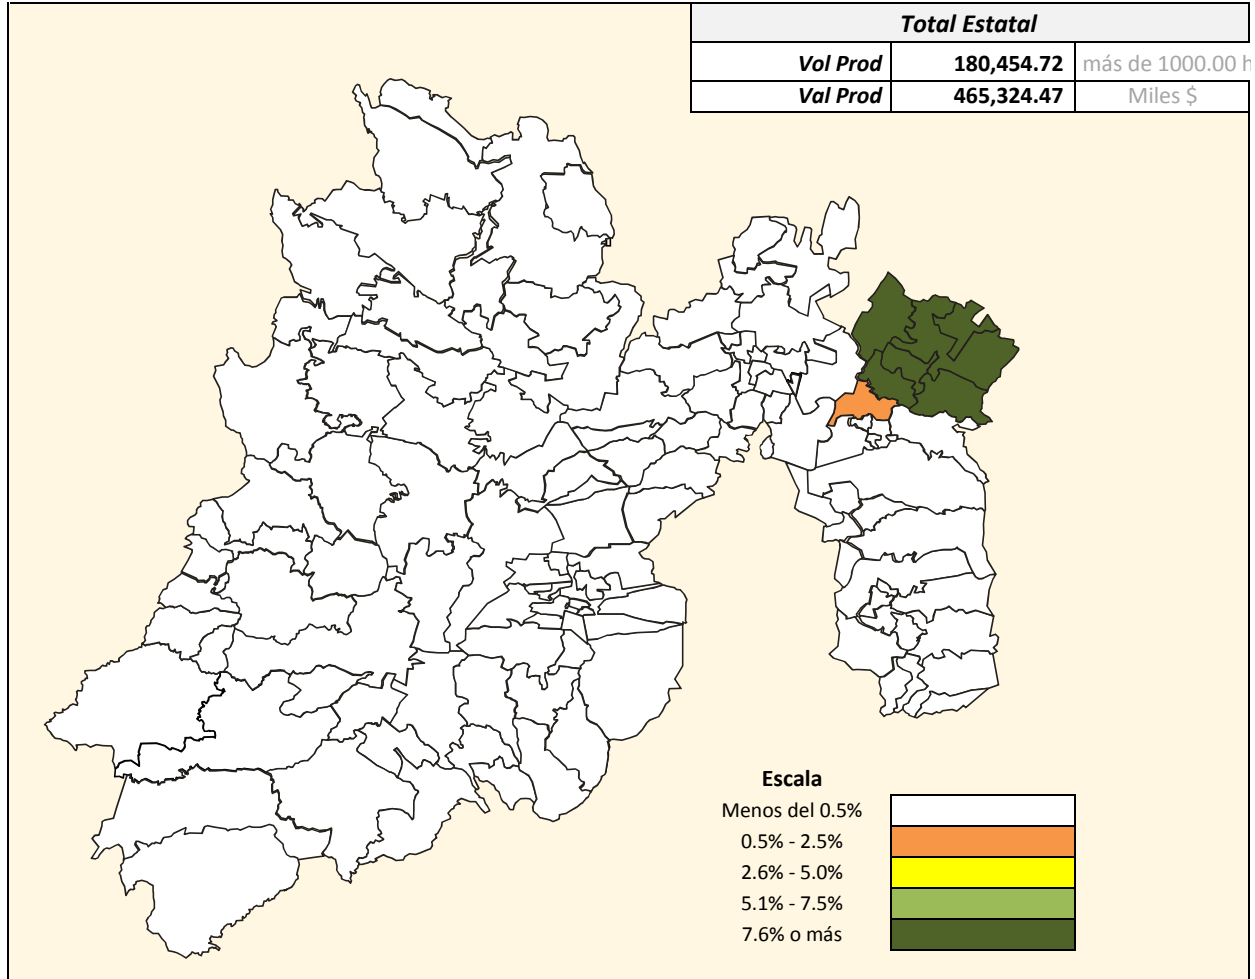 Total Estatal
Vol Prod 180,454.72 más de 1000.00 h
Val Prod 465,324.47 Miles $
Escala
Menos del 0.5%
0.5% - 2.5%
2.6% - 5.0%
5.1% - 7.5%
7.6% o más